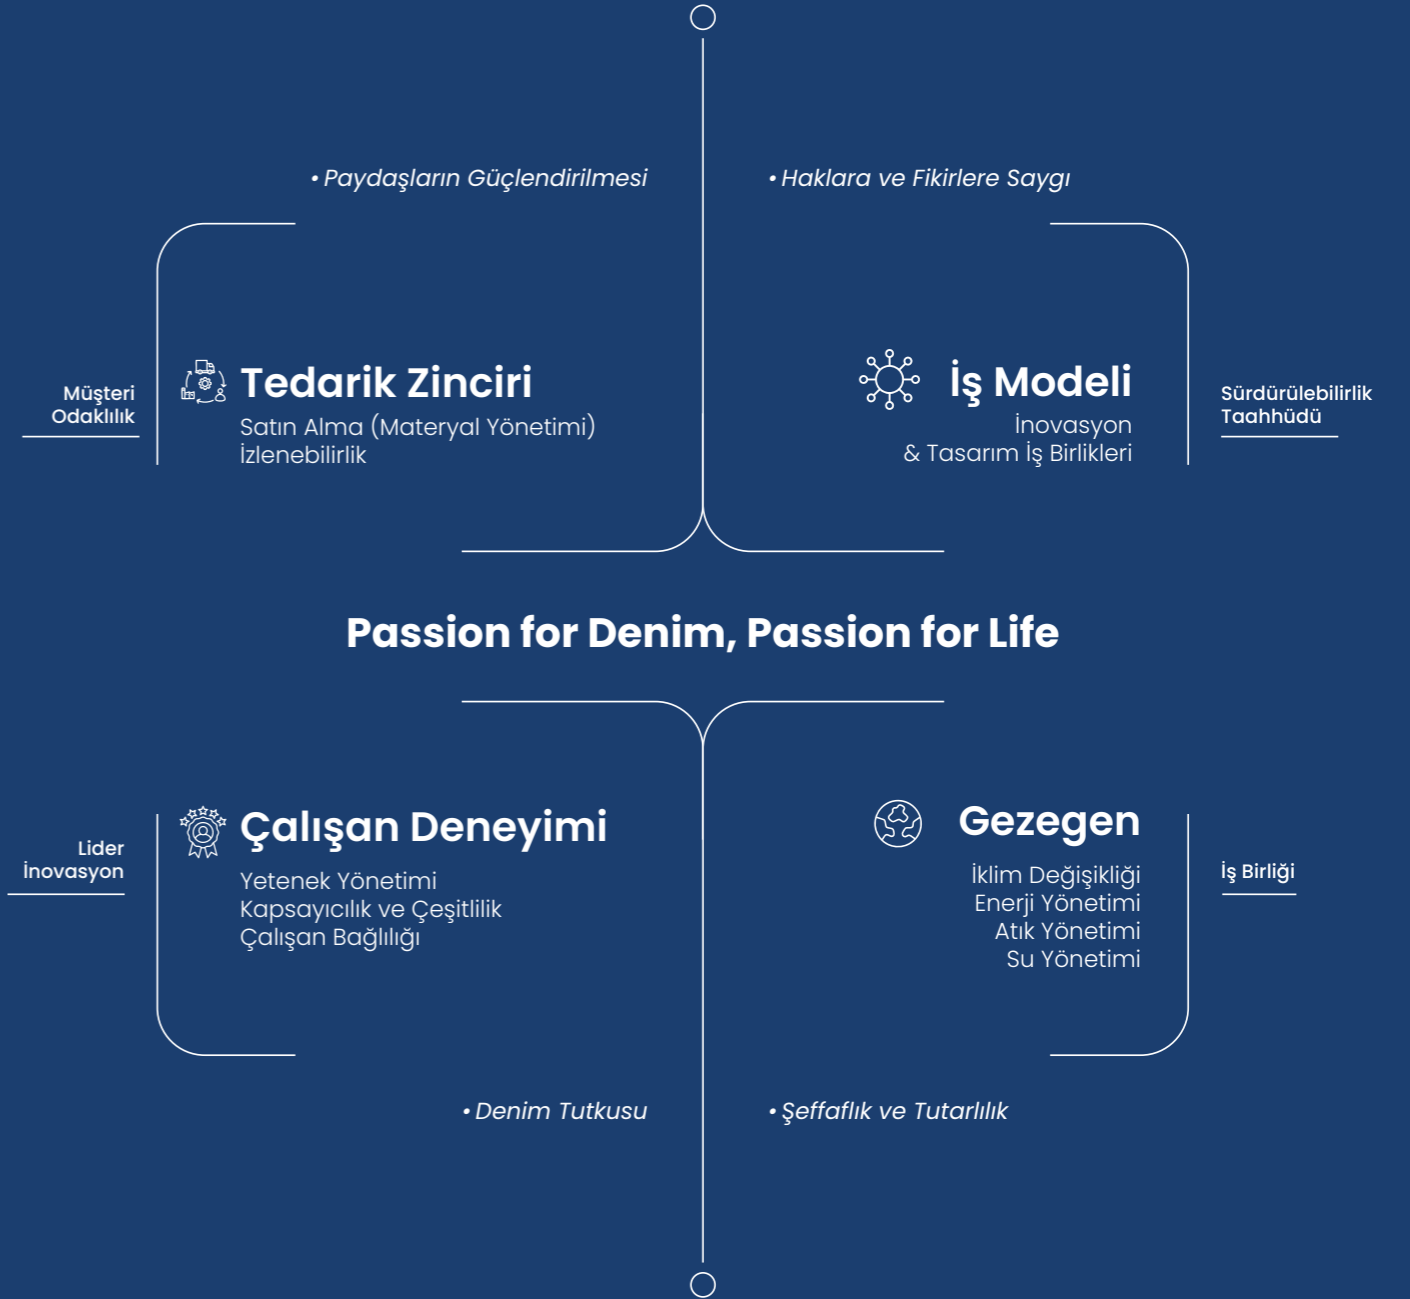 • Paydaşların Güçlendirilmesi
• Haklara ve Fikirlere Saygı
Müşteri
Odaklılık
Tedarik Zinciri
Satın Alma (Materyal Yönetimi)
İzlenebilirlik
İş Modeli
İnovasyon
& Tasarım İş Birlikleri
Sürdürülebilirlik
Taahhüdü
Passion for Denim, Passion for Life
Lider
İnovasyon
Çalışan Deneyimi
Yetenek Yönetimi
Kapsayıcılık ve Çeşitlilik
Çalışan Bağlılığı
Gezegen
İklim Değişikliği
Enerji Yönetimi
Atık Yönetimi
Su Yönetimi
İş Birliği
• Denim Tutkusu
• Şeffaflık ve Tutarlılık